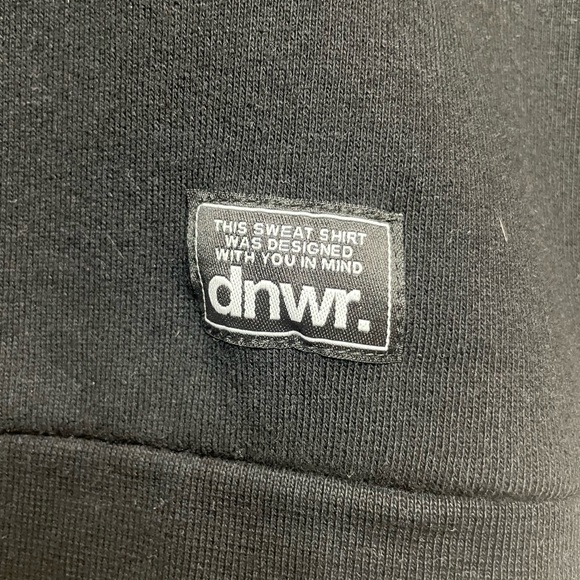 THIS SWEAT SHIRT
WAS DESIGNED
WITH YOU IN MIND
dnwr.